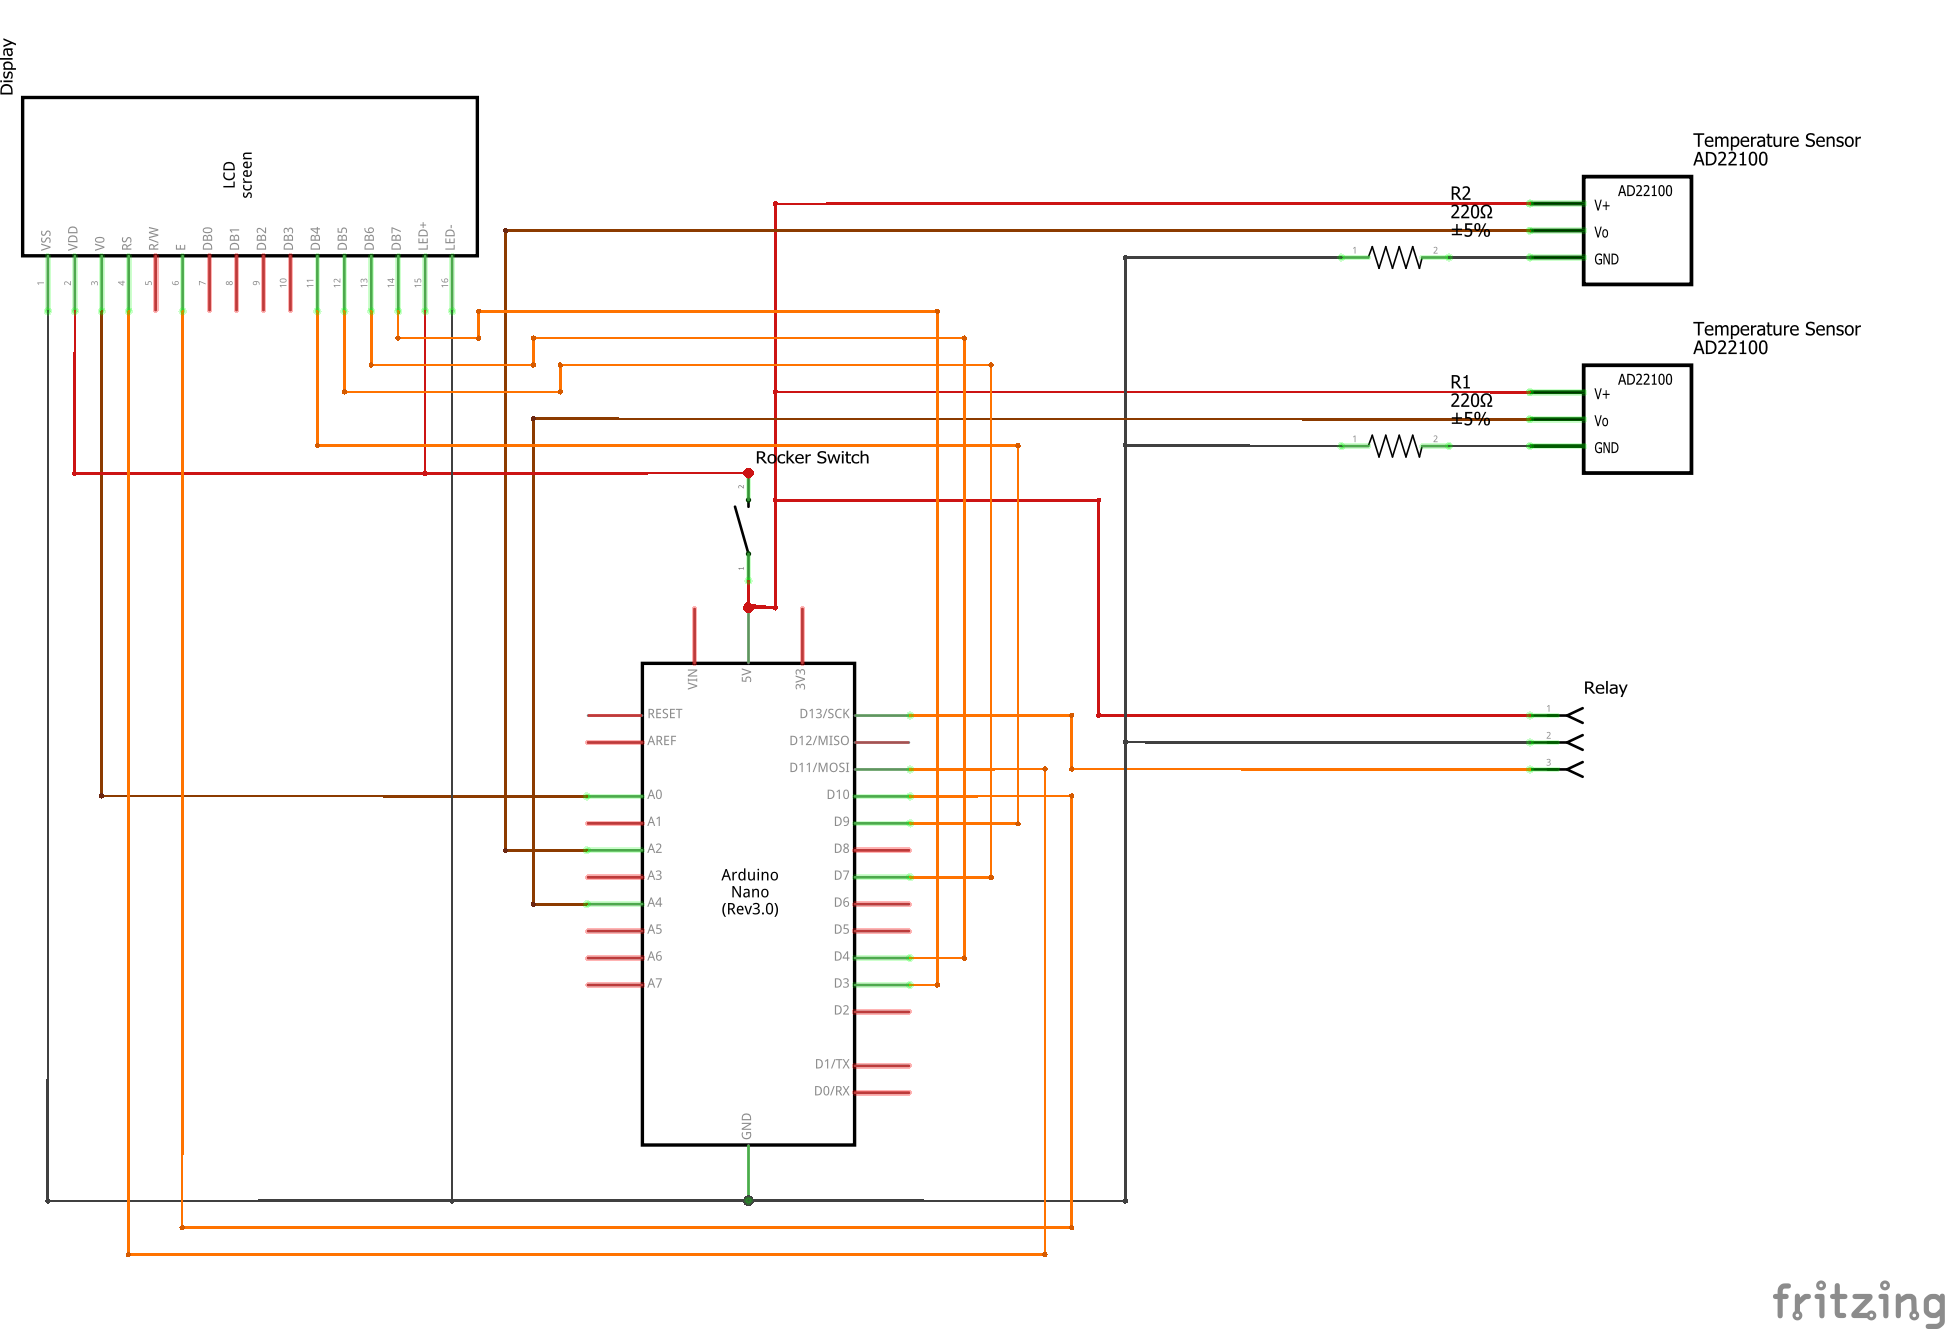 Display
LCD
screen
VSS
VDD
V0
RS
R/W
E
DB0
DB1
DB2
DB3
DB4
DB5
DB6
DB7
LED+
LED-
1
2
3
4
5
6
7
8
9
10
11
12
13
14
15
16
Temperature Sensor
AD22100
AD22100
V+
Vo
GND
R2
220Ω
±5%
1
2
Temperature Sensor
AD22100
AD22100
V+
Vo
GND
R1
220Ω
±5%
1
2
Rocker Switch
2
1
Relay
1
2
3
VIN
5V
3V3
RESET
AREF
A0
A1
A2
A3
A4
A5
A6
A7
Arduino
Nano
(Rev3.0)
D13/SCK
D12/MISO
D11/MOSI
D10
D9
D8
D7
D6
D5
D4
D3
D2
D1/TX
D0/RX
GND
fritzing